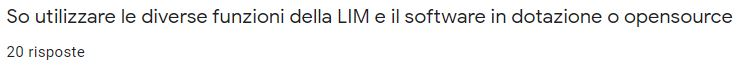 So utilizzare le diverse funzioni della LIM e il software in dotazione o opensource
20 risposte